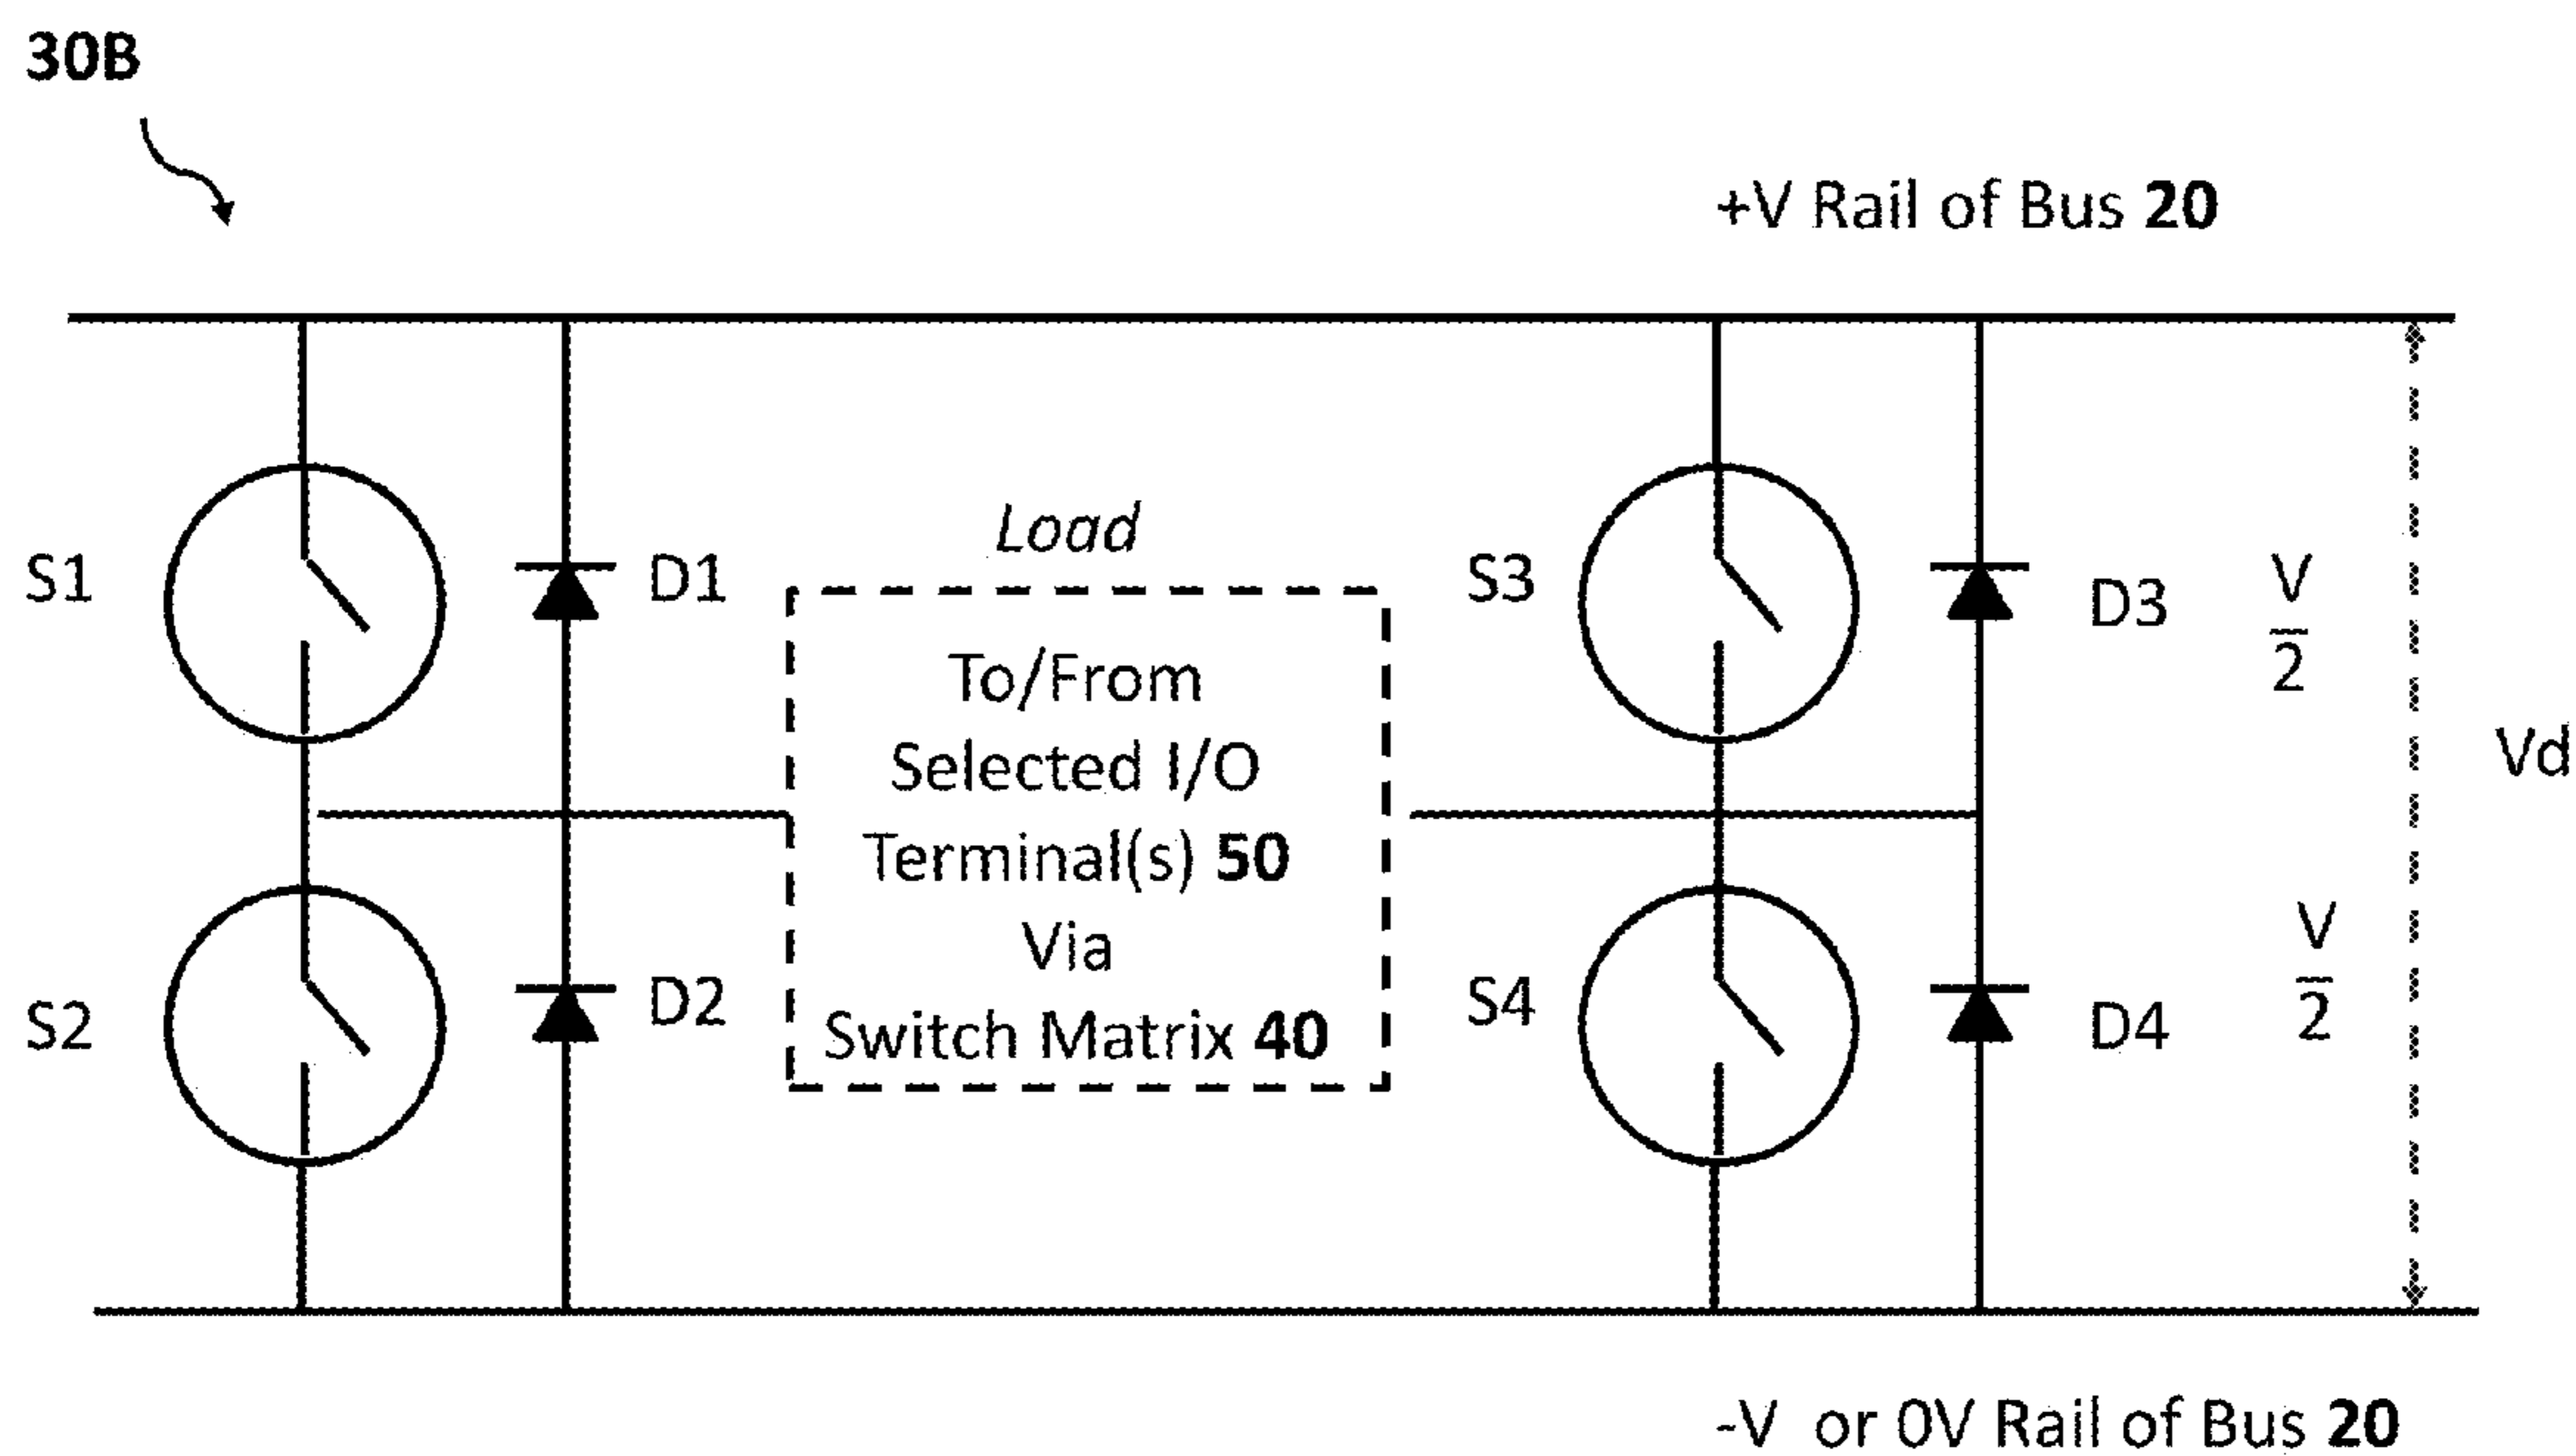 30B
+V Rail of Bus 20
S1
D1
Load
To/From
Selected I/O
Terminal(s) 50
Via
Switch Matrix 40
S3
D3
V
2
Vd
S2
D2
S4
D4
V
2
-V or 0V Rail of Bus 20